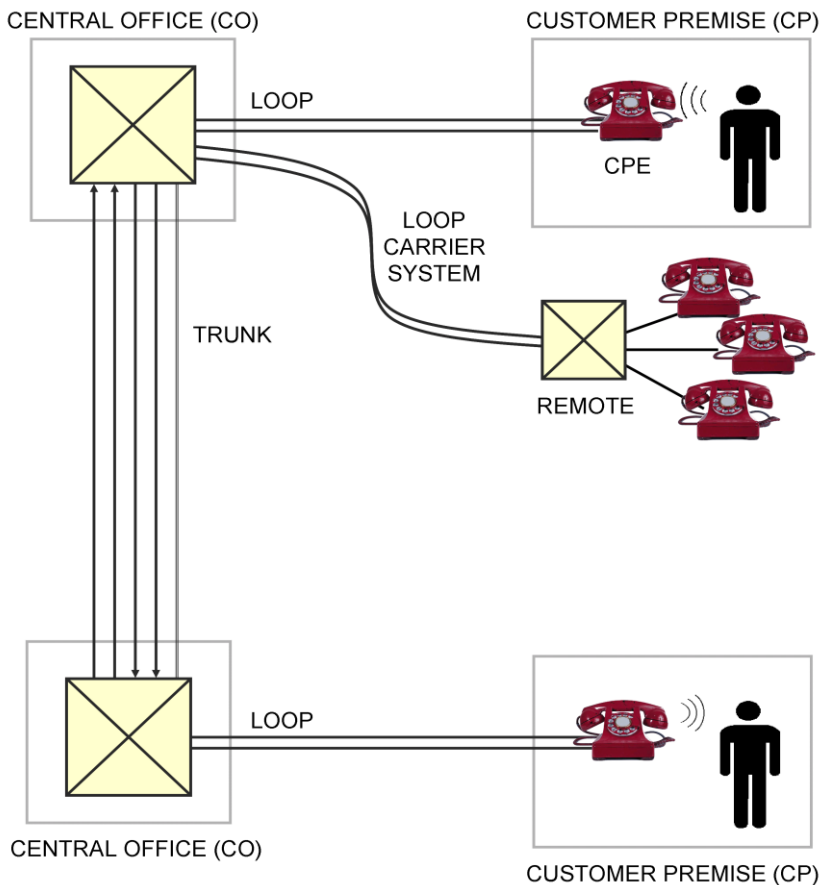 CENTRAL OFFICE (CO)
CUSTOMER PREMISE (CP)
LOOP
CPE
LOOP
CARRIER
SYSTEM
TRUNK
REMOTE
LOOP
CENTRAL OFFICE (CO)
CUSTOMER PREMISE (CP)